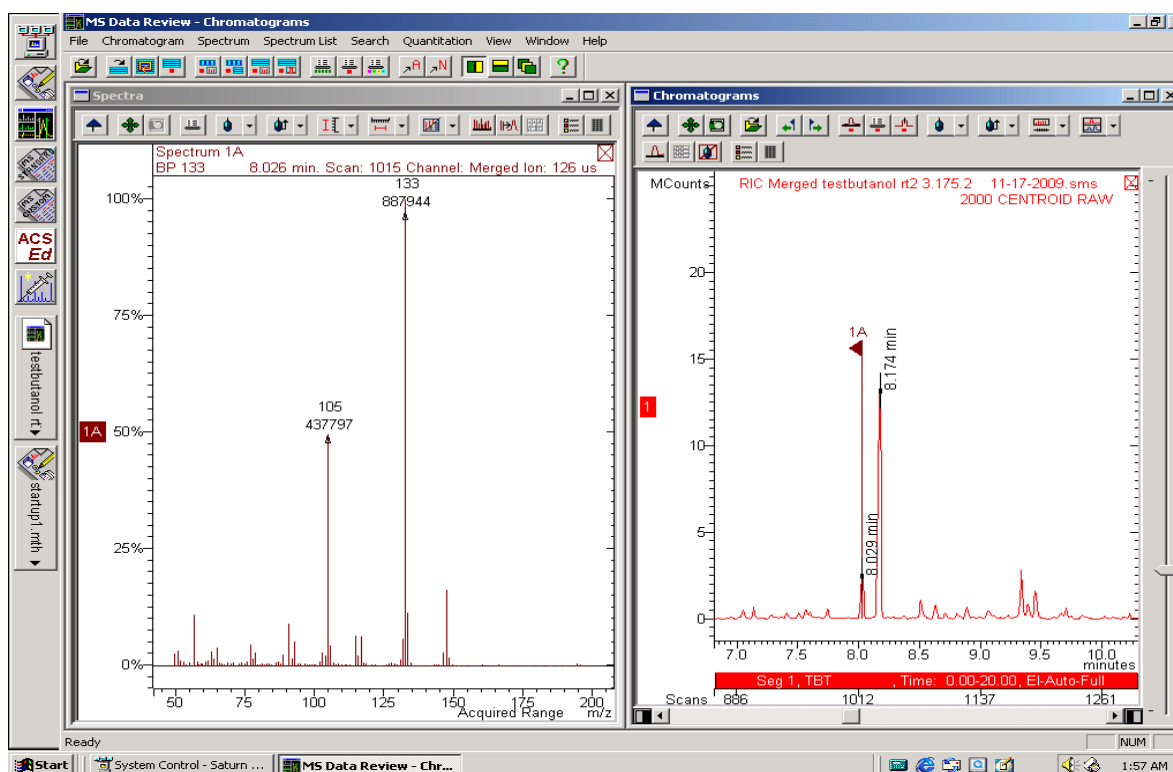 MS Data Review - Chromatograms
File Chromatogram Spectrum Spectrum List Search Quantitation View Window Help
Spectra
Spectrum 1A
BP 133 8.026 min. Scan: 1015 Channel: Merged Ion: 126 us
133
887944
100%
75%
105
437797
1A
50%
25%
0%
50 75 100 125 150 175 200
Acquired Range m/z
Chromatograms
MCounts
RIC Merged testbutanol rt2 3.175.2 11-17-2009.sms
2000 CENTROID RAW
20
15
10
5
0
1A
8.174 min
8.029 min
1
7.0 7.5 8.0 8.5 9.0 9.5 10.0
minutes
Seg 1, TBT , Time: 0.00-20.00, EI-Auto-Full
Scans 886 1012 1137 1261
ACS
Ed
testbutanol rt.
startup1.mth
Ready
NUM
Start
System Control - Saturn ...
MS Data Review - Chr...
1:57 AM